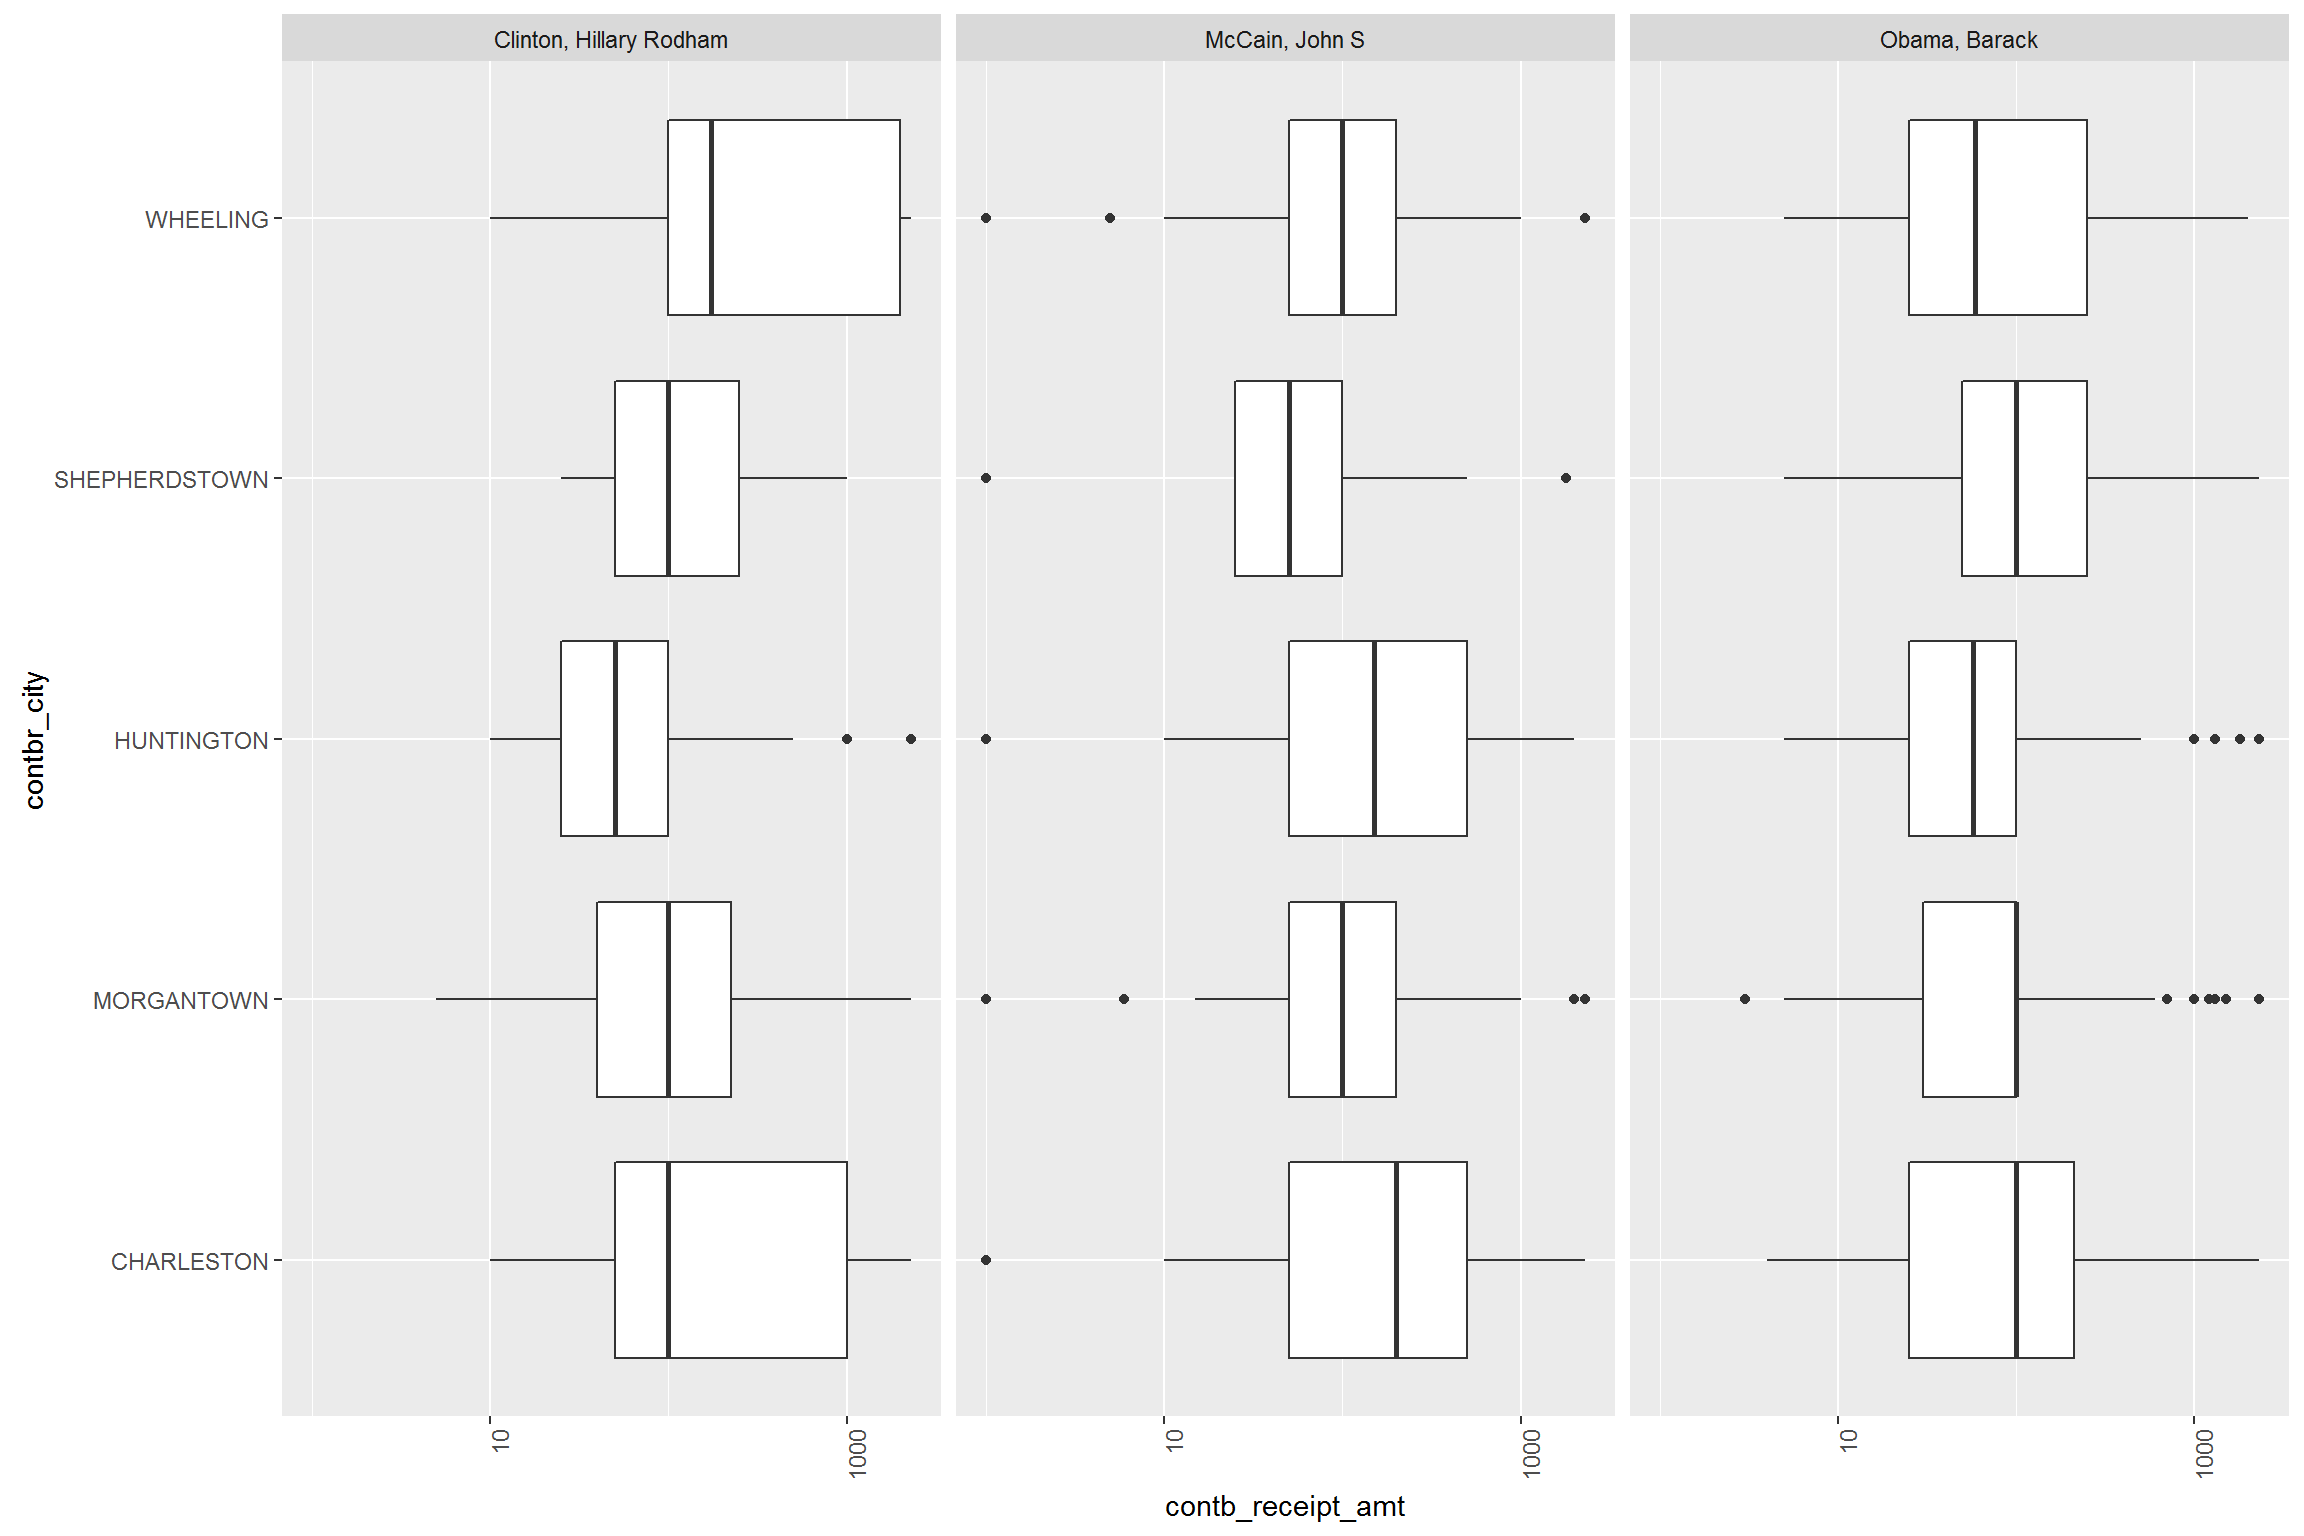 Clinton, Hillary Rodham
McCain, John S
Obama, Barack
contbr_city
WHEELING
SHEPHERDSTOWN
HUNTINGTON
MORGANTOWN
CHARLESTON
10
1000
10
1000
10
1000
contb_receipt_amt